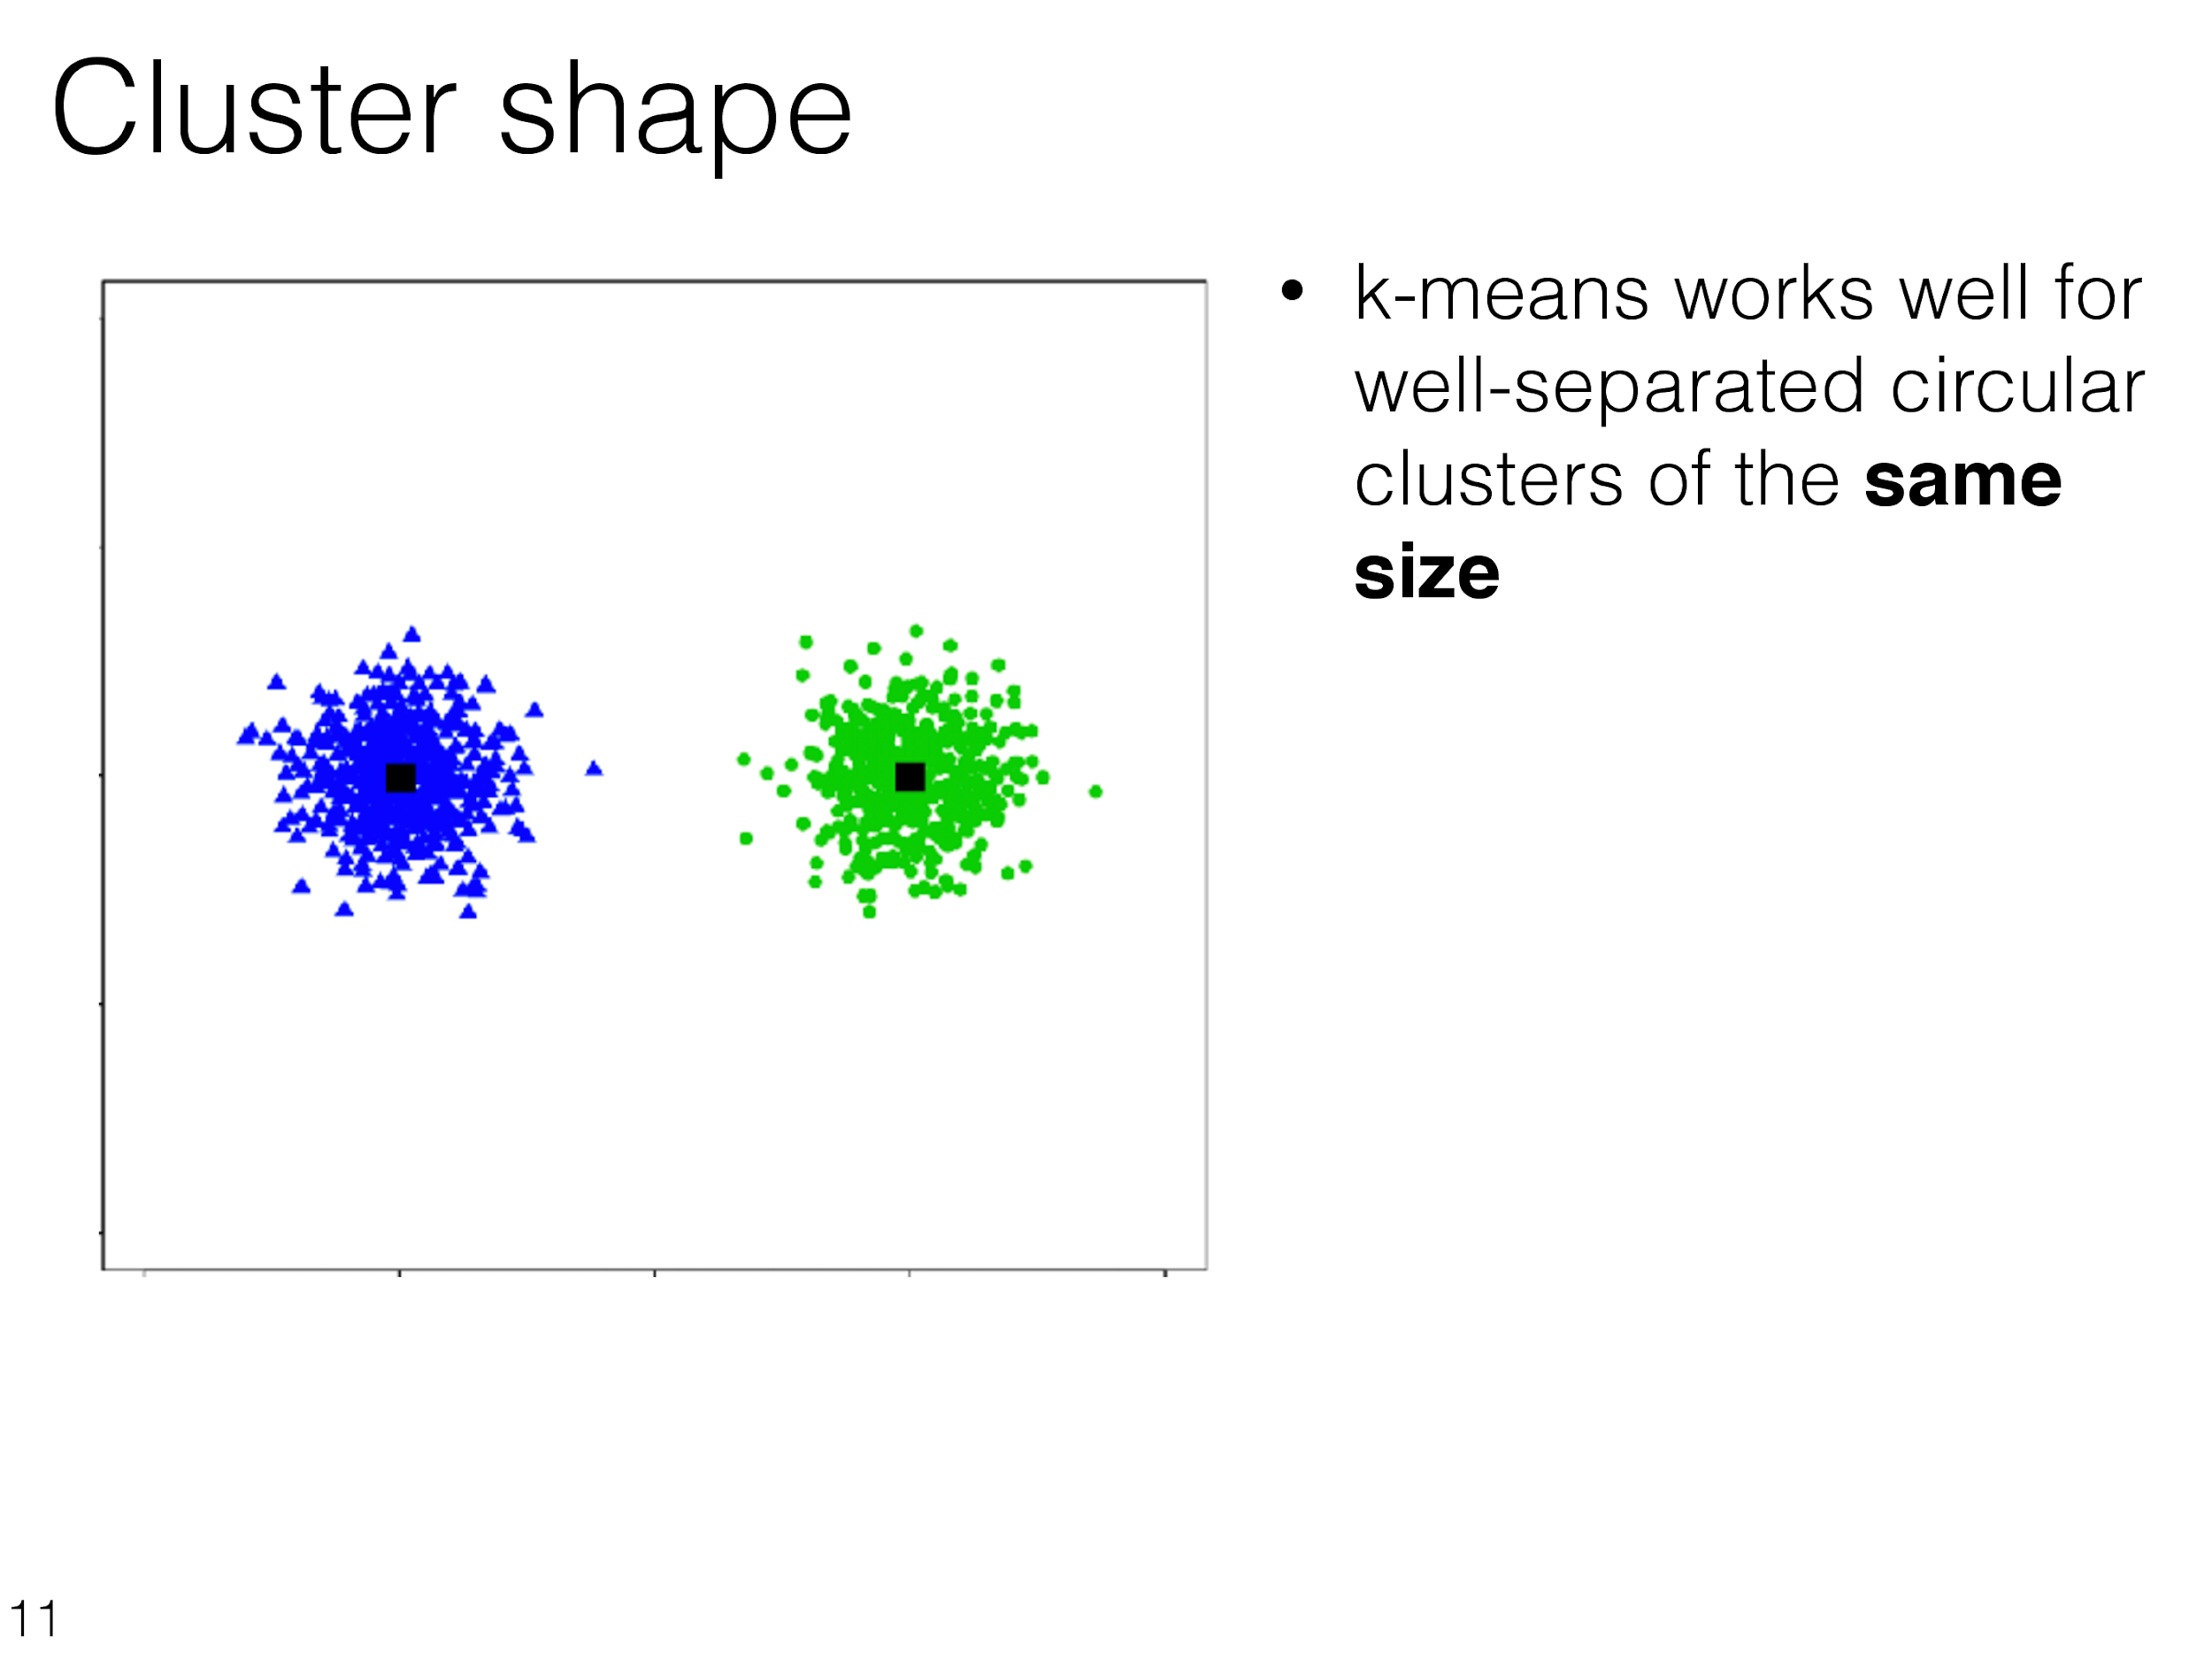 Cluster shape
• k-means works well for
well-separated circular
clusters of the same
size
11